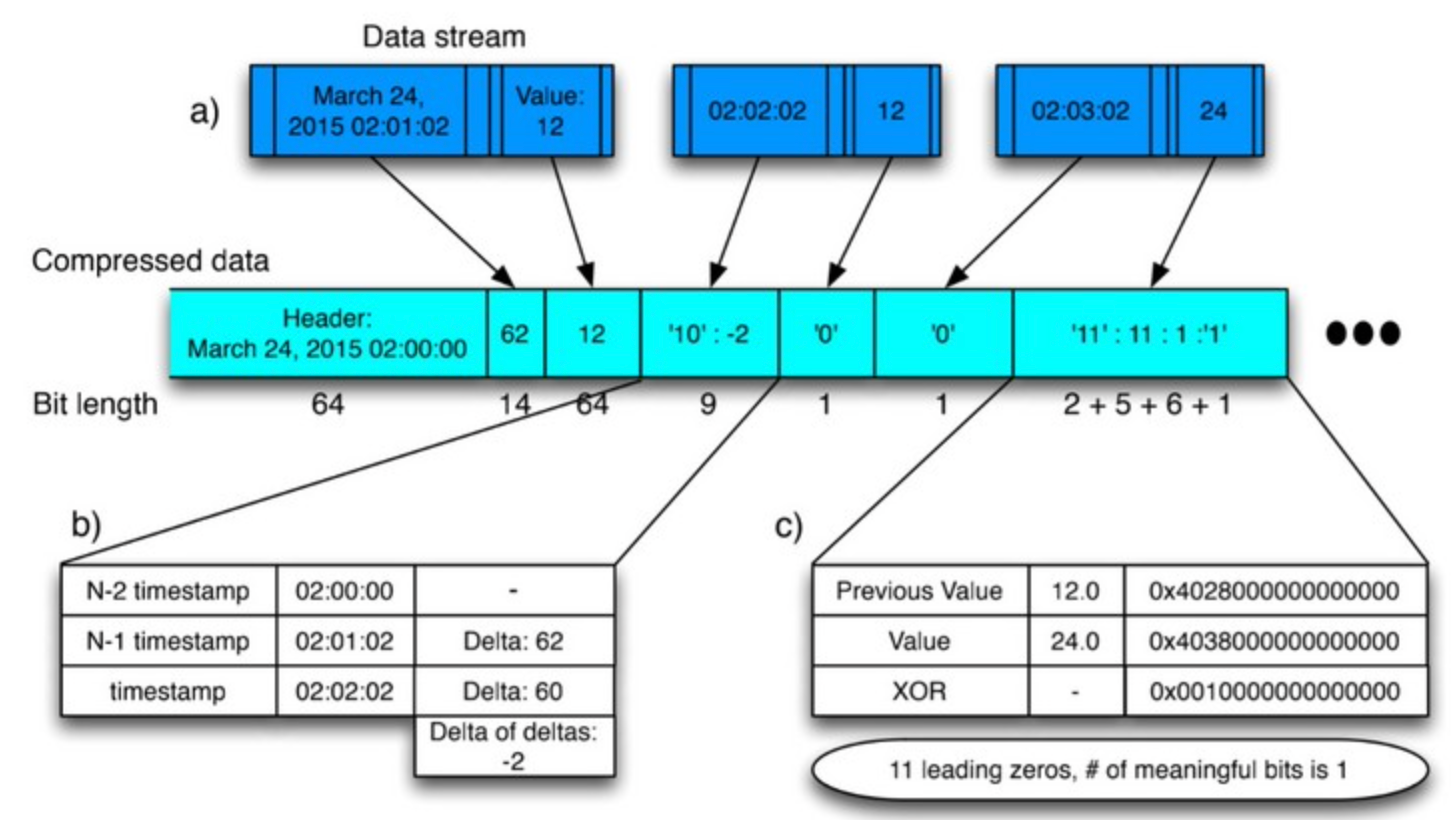 Data stream
a)
March 24,
2015 02:01:02
Value:
12
02:02:02
12
02:03:02
24
Compressed data
Header:
March 24, 2015 02:00:00
62
12
'10' : -2
'0'
'0'
'11' : 11 : 1 :'1'
Bit length
64
14
64
9
1
1
2 + 5 + 6 + 1
b)
N-2 timestamp 02:00:00 -
N-1 timestamp 02:01:02 Delta: 62
timestamp 02:02:02 Delta: 60
Delta of deltas:
-2
c)
Previous Value 12.0 0x4028000000000000
Value 24.0 0x4038000000000000
XOR - 0x0010000000000000
11 leading zeros, # of meaningful bits is 1